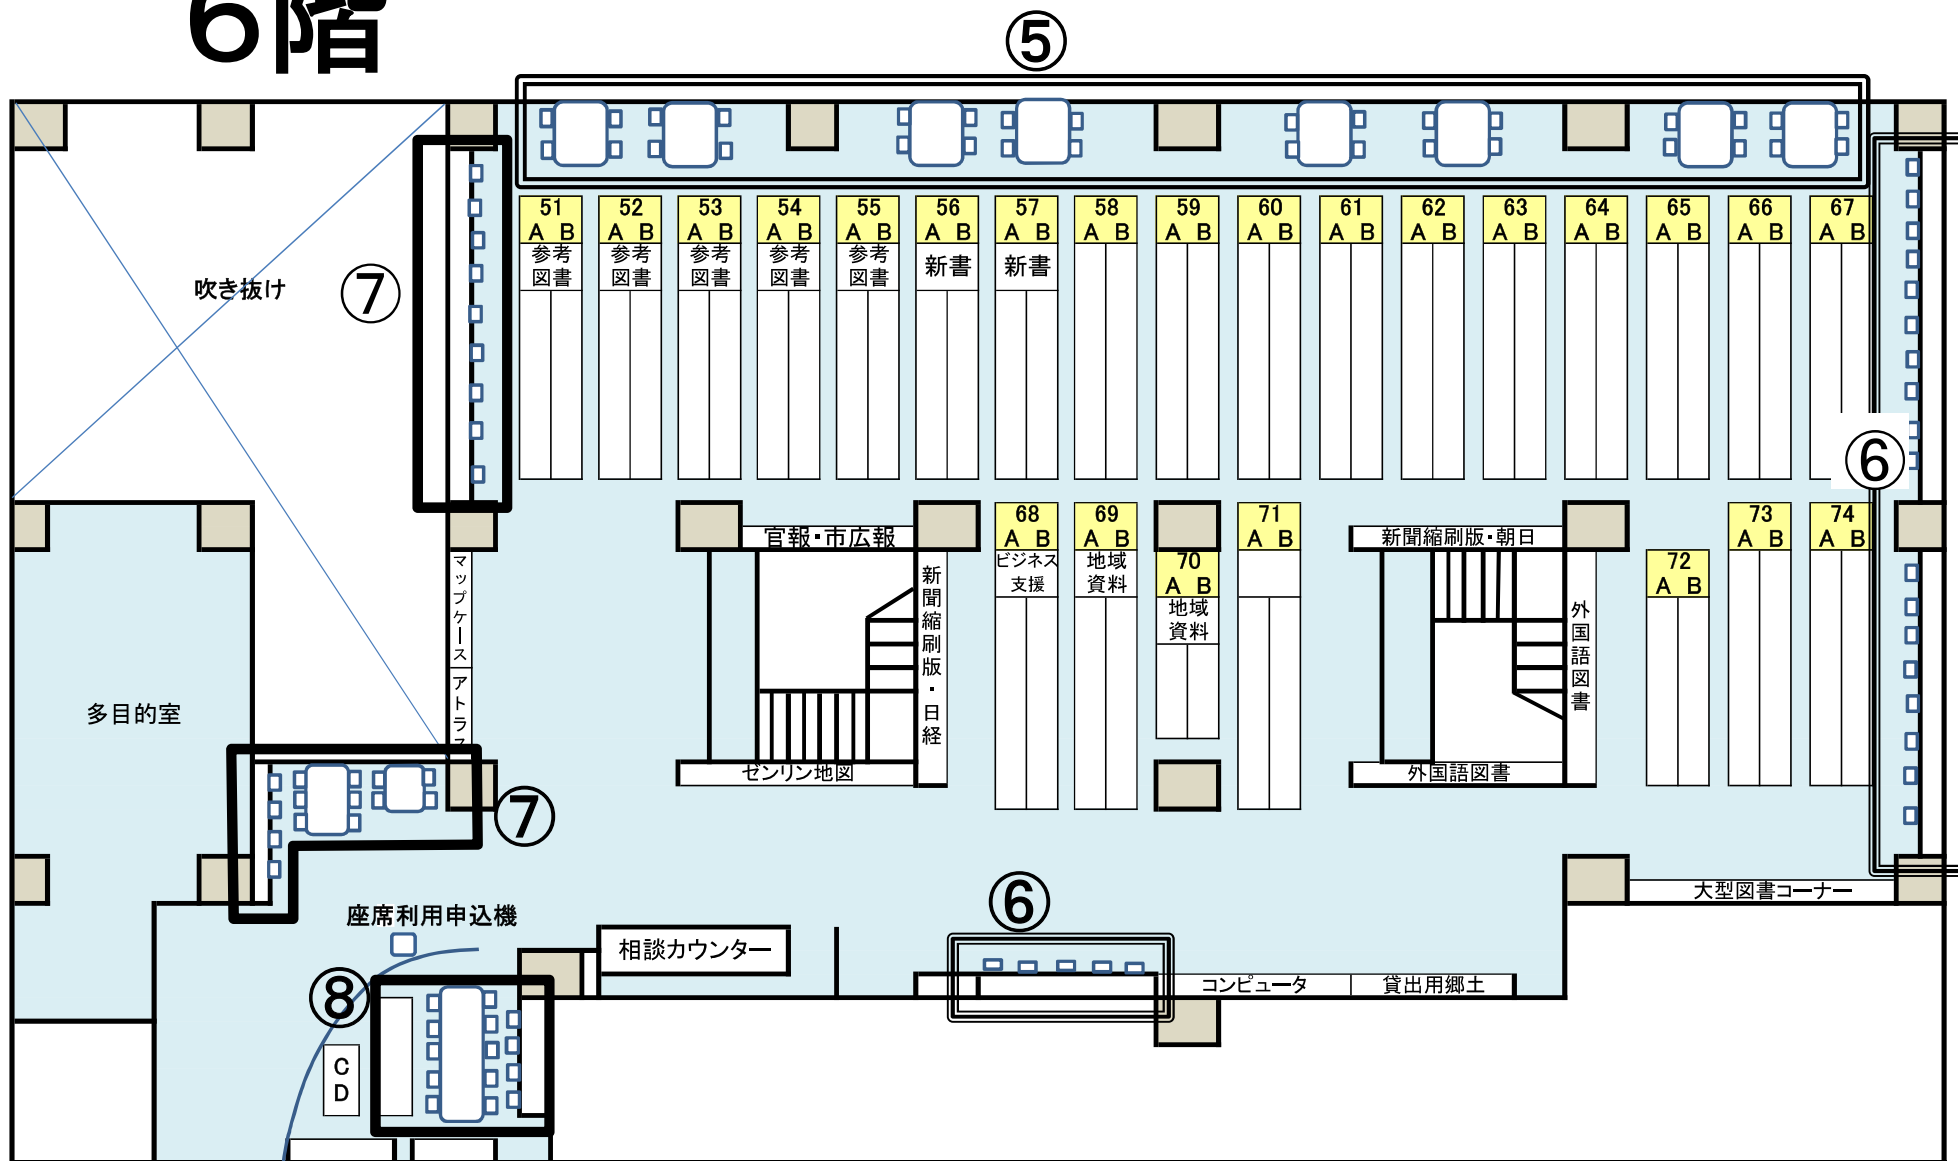 6階
⑤
51 52 53 54 55 56 57 58 59 60 61 62 63 64 65 66 67
A B A B A B A B A B A B A B A B A B A B A B A B A B A B A B A B A B
参考 参考 参考 参考 参考 新書 新書
図書 図書 図書 図書 図書
吹き抜け
⑦
⑥
68 69 71 73 74
A B A B A B A B A B
官報・市広報
新聞縮刷版・朝日
ビジネス
支援
地域
資料
70
A B
地域
資料
72
A B
マップケース
アトラス
新聞縮刷版・日経
外国語図書
多目的室
ゼンリン地図
外国語図書
⑦
大型図書コーナー
⑥
座席利用申込機
相談カウンター
コンピュータ
貸出用郷土
⑧
CD